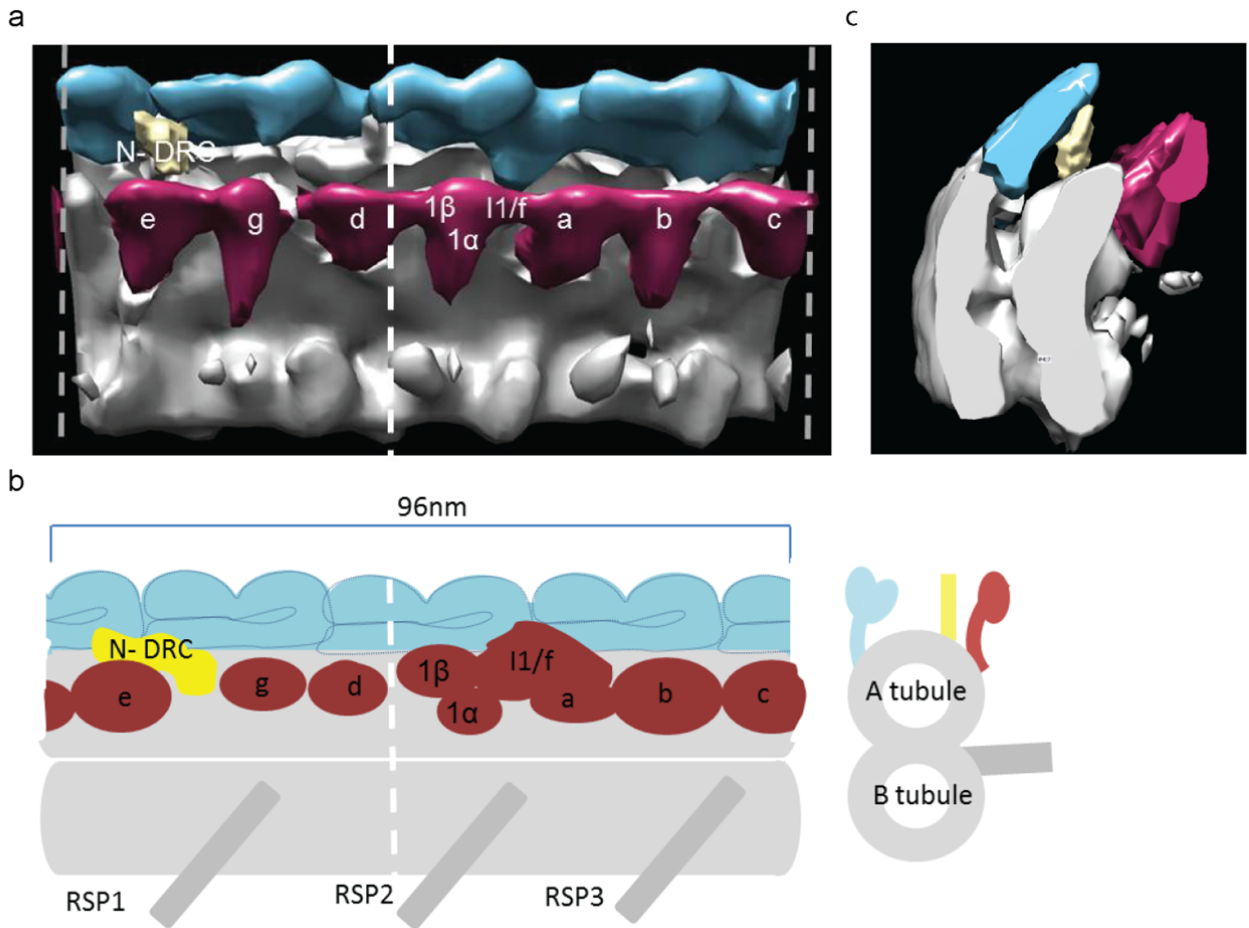 a
c
N- DRC
e
g
d
1β
I1/f
1α
a
b
c
b
96nm
N- DRC
e
g
d
1β
I1/f
1α
a
b
c
A tubule
B tubule
RSP1
RSP2
RSP3